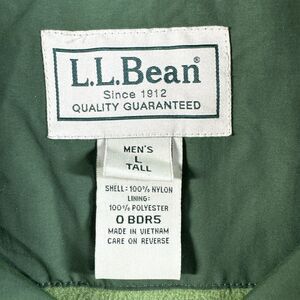 L.L.Bean®
Since 1912
QUALITY GUARANTEED
MEN'S
L
TALL
SHELL: 100% NYLON
LINING:
100% POLYESTER
0 BDR5
MADE IN VIETNAM
CARE ON REVERSE